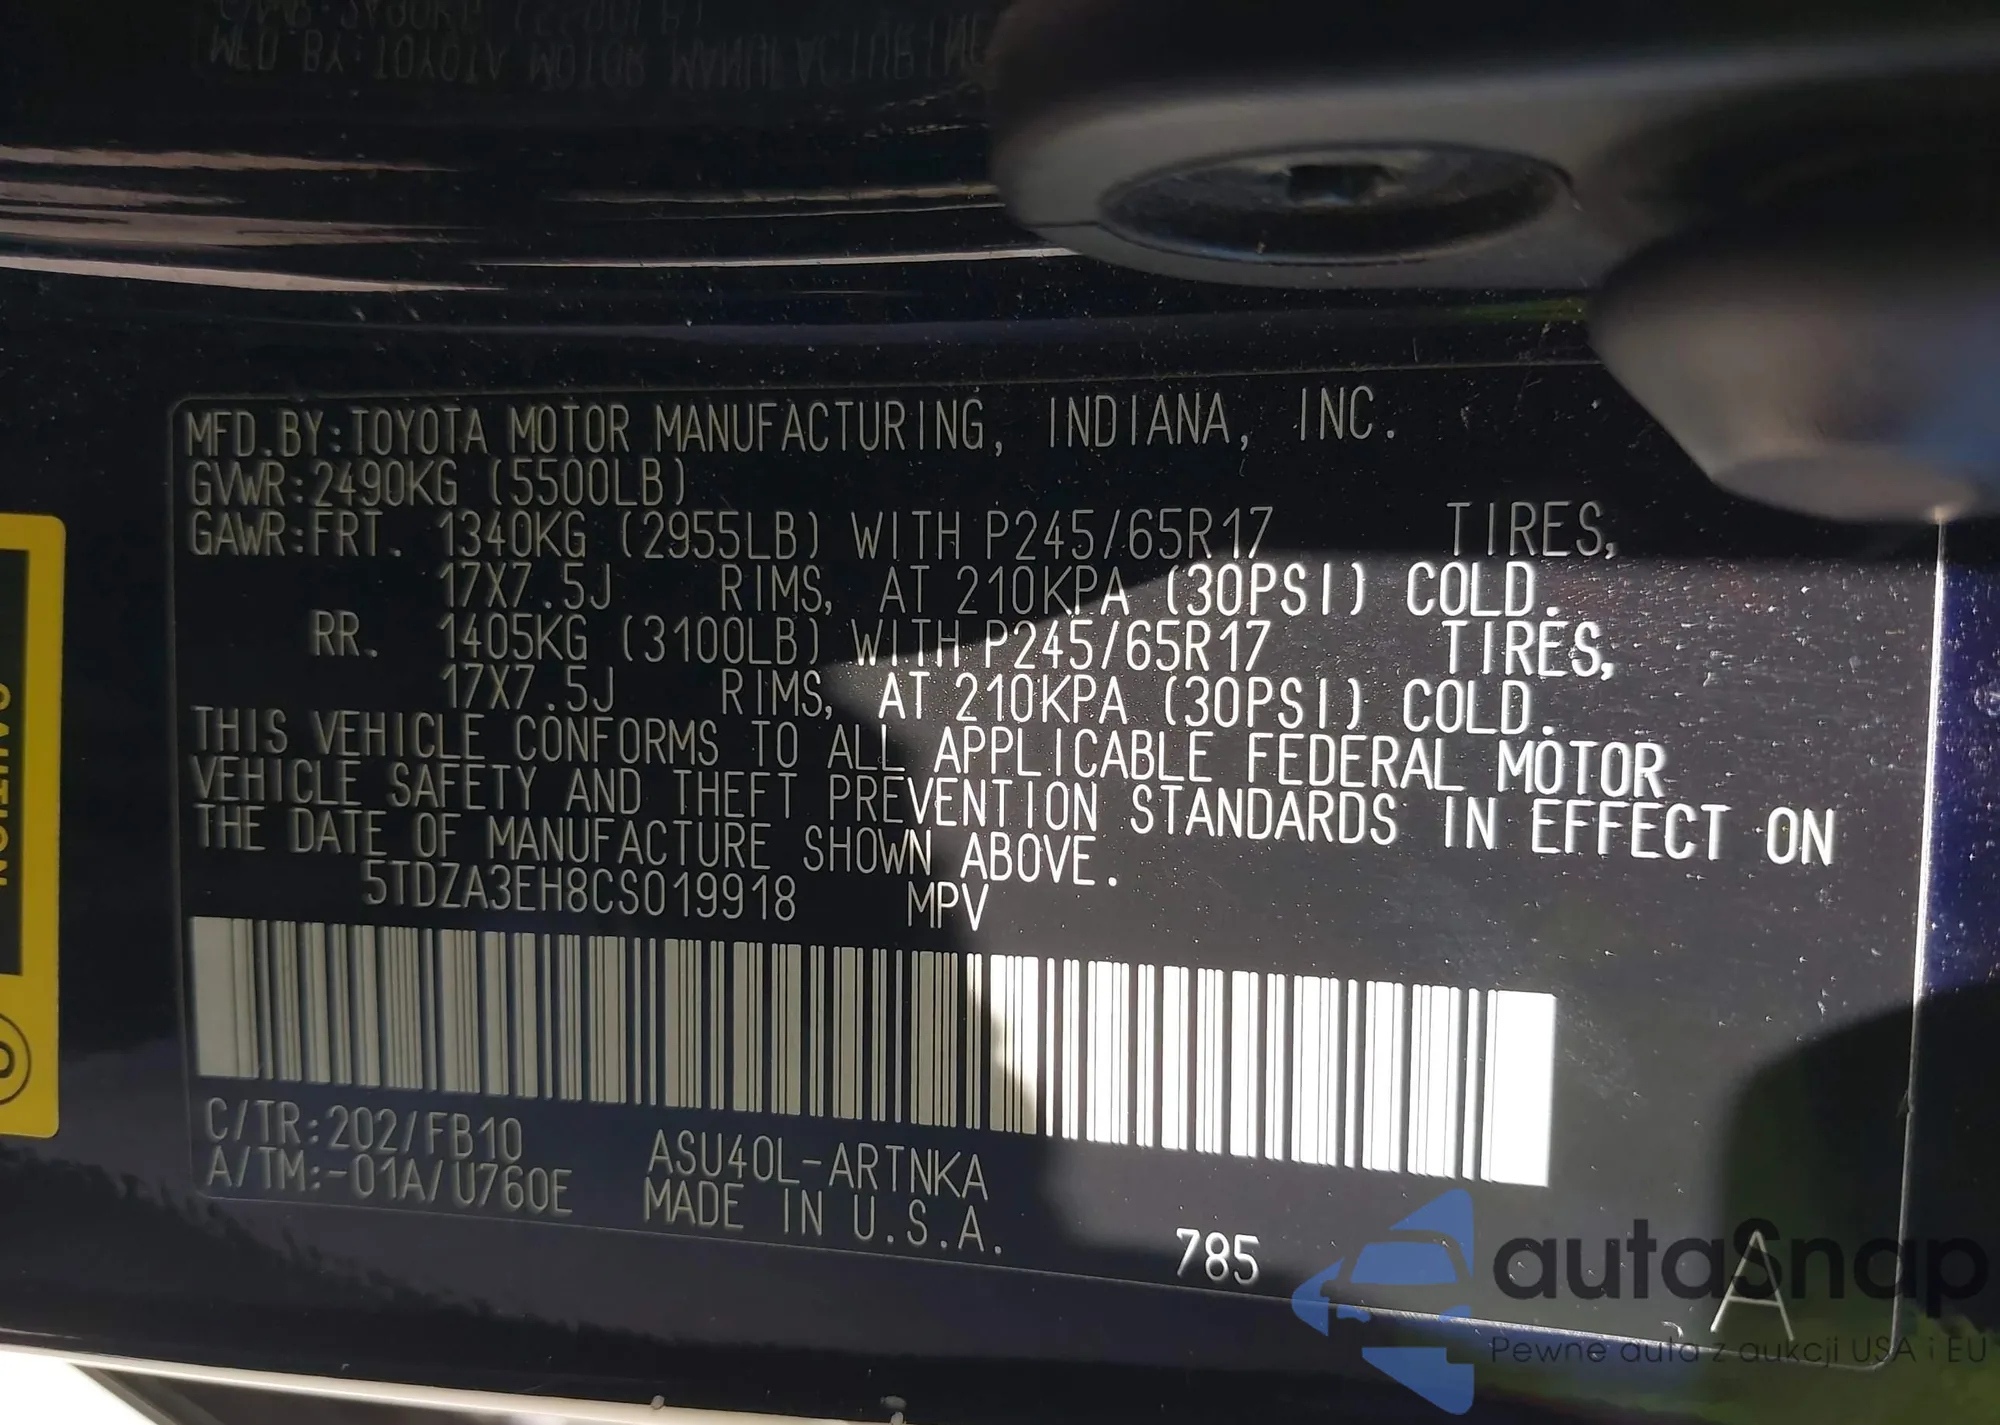 MFD.BY:TOYOTA MOTOR MANUFACTURING, INDIANA, INC.
GVWR:2490KG (5500LB)
GAWR:FRT. 1340KG (2955LB) WITH P245/65R17 TIRES,
17X7.5J RIMS, AT 210KPA (30PSI) COLD.
RR. 1405KG (3100LB) WITH P245/65R17 TIRES,
17X7.5J RIMS, AT 210KPA (30PSI) COLD.
THIS VEHICLE CONFORMS TO ALL APPLICABLE FEDERAL MOTOR
VEHICLE SAFETY AND THEFT PREVENTION STANDARDS IN EFFECT ON
THE DATE OF MANUFACTURE SHOWN ABOVE.
5TDZA3EH8CS019918 MPV
C/TR:202/FB10 ASU40L-ARTNKA
A/TM:-01A/U760E MADE IN U.S.A.
785
A
CAUTION
autoSnap
Pewne auta z aukcji USA i EU